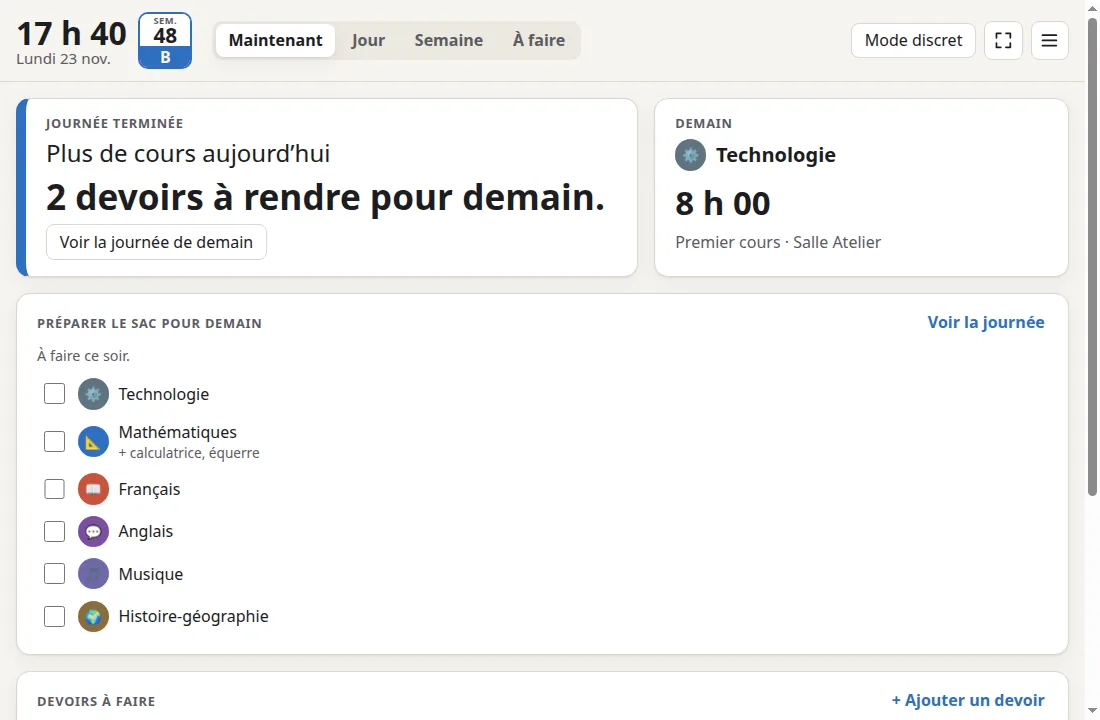 17 h 40
Lundi 23 nov.
SEM.
48
B
Maintenant
Jour
Semaine
À faire
Mode discret
JOURNÉE TERMINÉE
Plus de cours aujourd’hui
2 devoirs à rendre pour demain.
Voir la journée de demain
DEMAIN
Technologie
8 h 00
Premier cours · Salle Atelier
PRÉPARER LE SAC POUR DEMAIN
Voir la journée
À faire ce soir.
Technologie
Mathématiques
+ calculatrice, équerre
Français
Anglais
Musique
Histoire-géographie
DEVOIRS À FAIRE
+ Ajouter un devoir